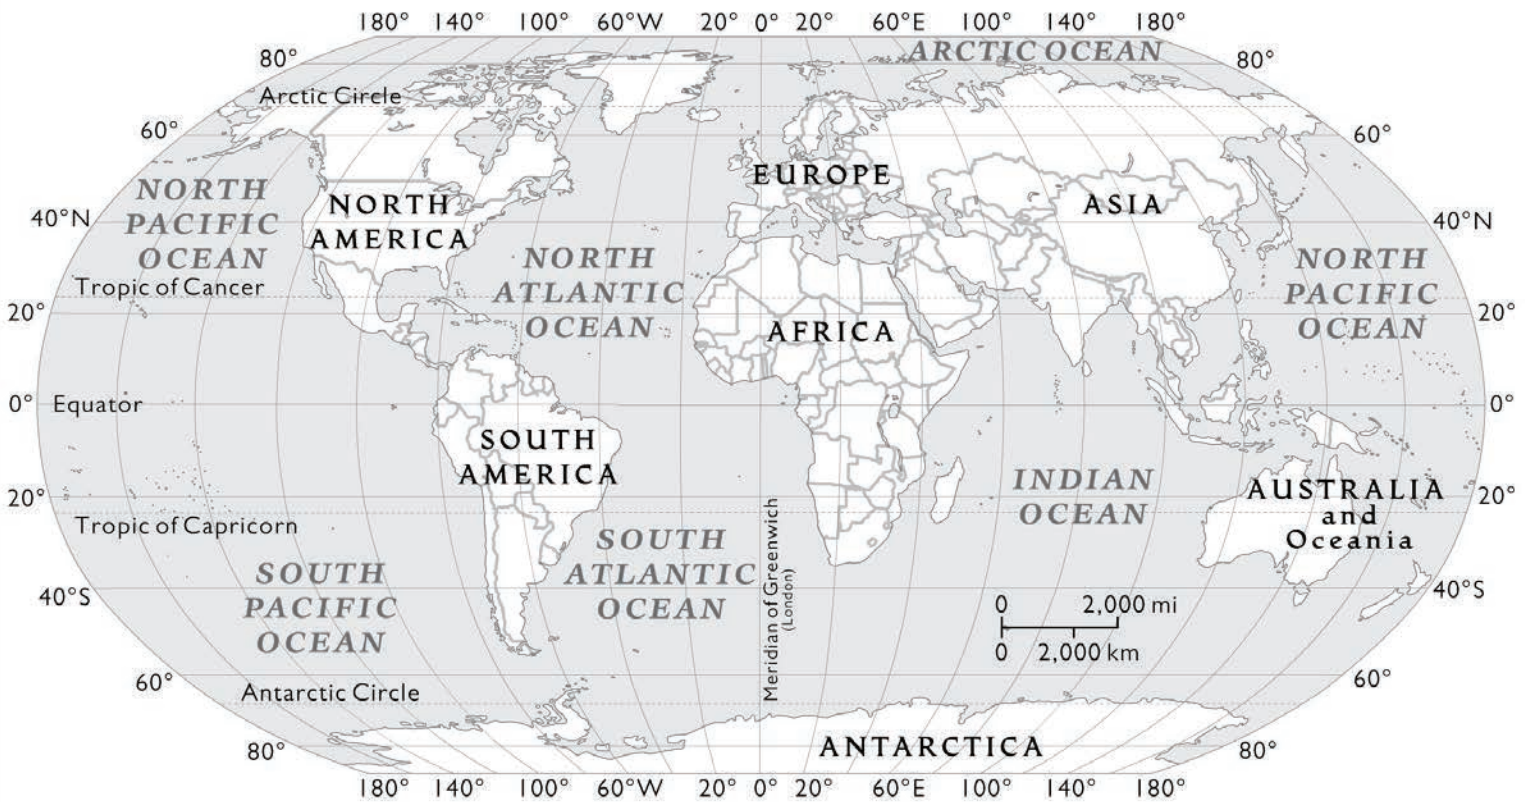 180° 140° 100° 60°W 20° 0° 20° 60°E 100° 140° 180°
ARCTIC OCEAN
80° 80°
Arctic Circle
60° 60°
EUROPE
NORTH
PACIFIC
OCEAN
NORTH
AMERICA
ASIA
40°N 40°N
NORTH
ATLANTIC
OCEAN
NORTH
PACIFIC
OCEAN
Tropic of Cancer
20° 20°
AFRICA
0° Equator 0°
SOUTH
AMERICA
INDIAN
OCEAN
AUSTRALIA
and
Oceania
20° 20°
Tropic of Capricorn
SOUTH
ATLANTIC
OCEAN
SOUTH
PACIFIC
OCEAN
Meridian of Greenwich
(London)
40°S 40°S
0 2,000 mi
0 2,000 km
60° 60°
Antarctic Circle
80° 80°
ANTARCTICA
180° 140° 100° 60°W 20° 0° 20° 60°E 100° 140° 180°